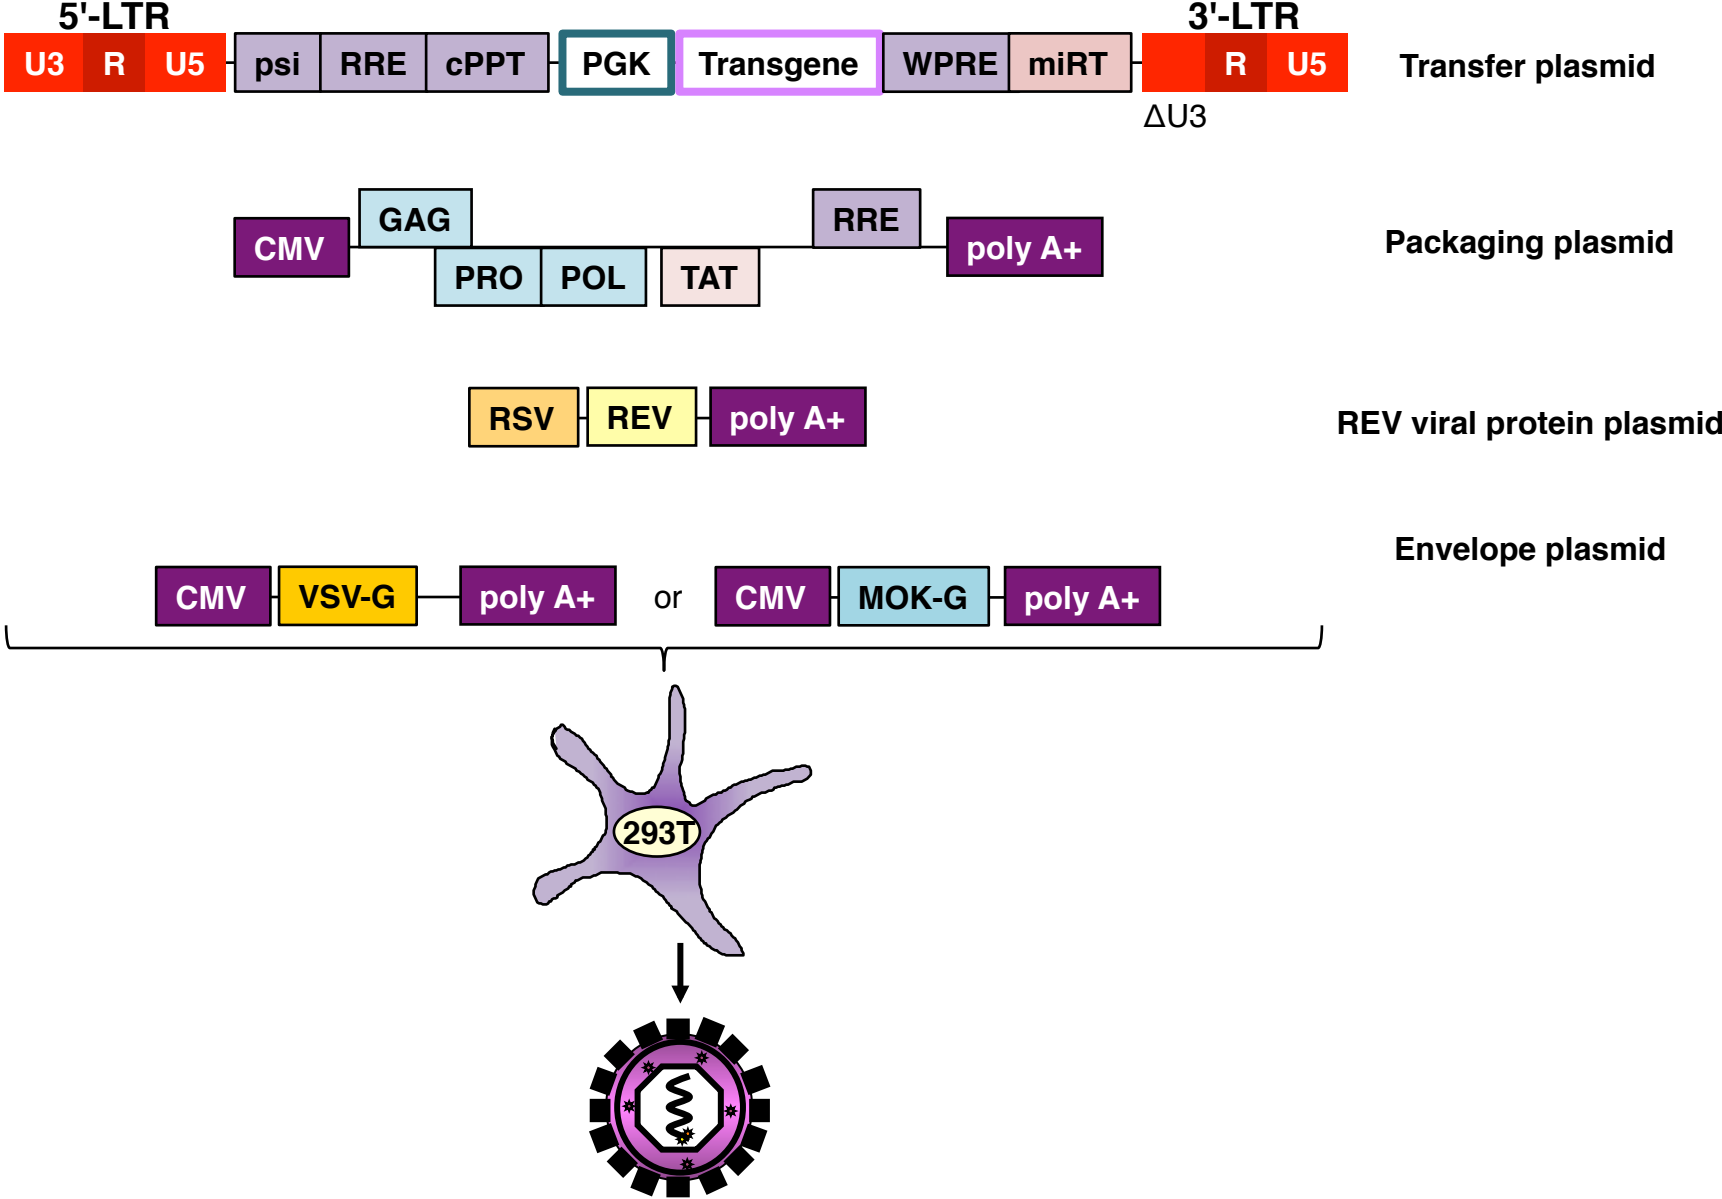 5'-LTR 3'-LTR
U3 R U5 psi RRE cPPT PGK Transgene WPRE miRT R U5 Transfer plasmid
ΔU3
GAG RRE
CMV poly A+ Packaging plasmid
PRO POL TAT
RSV REV poly A+ REV viral protein plasmid
Envelope plasmid
CMV VSV-G poly A+ or CMV MOK-G poly A+
293T